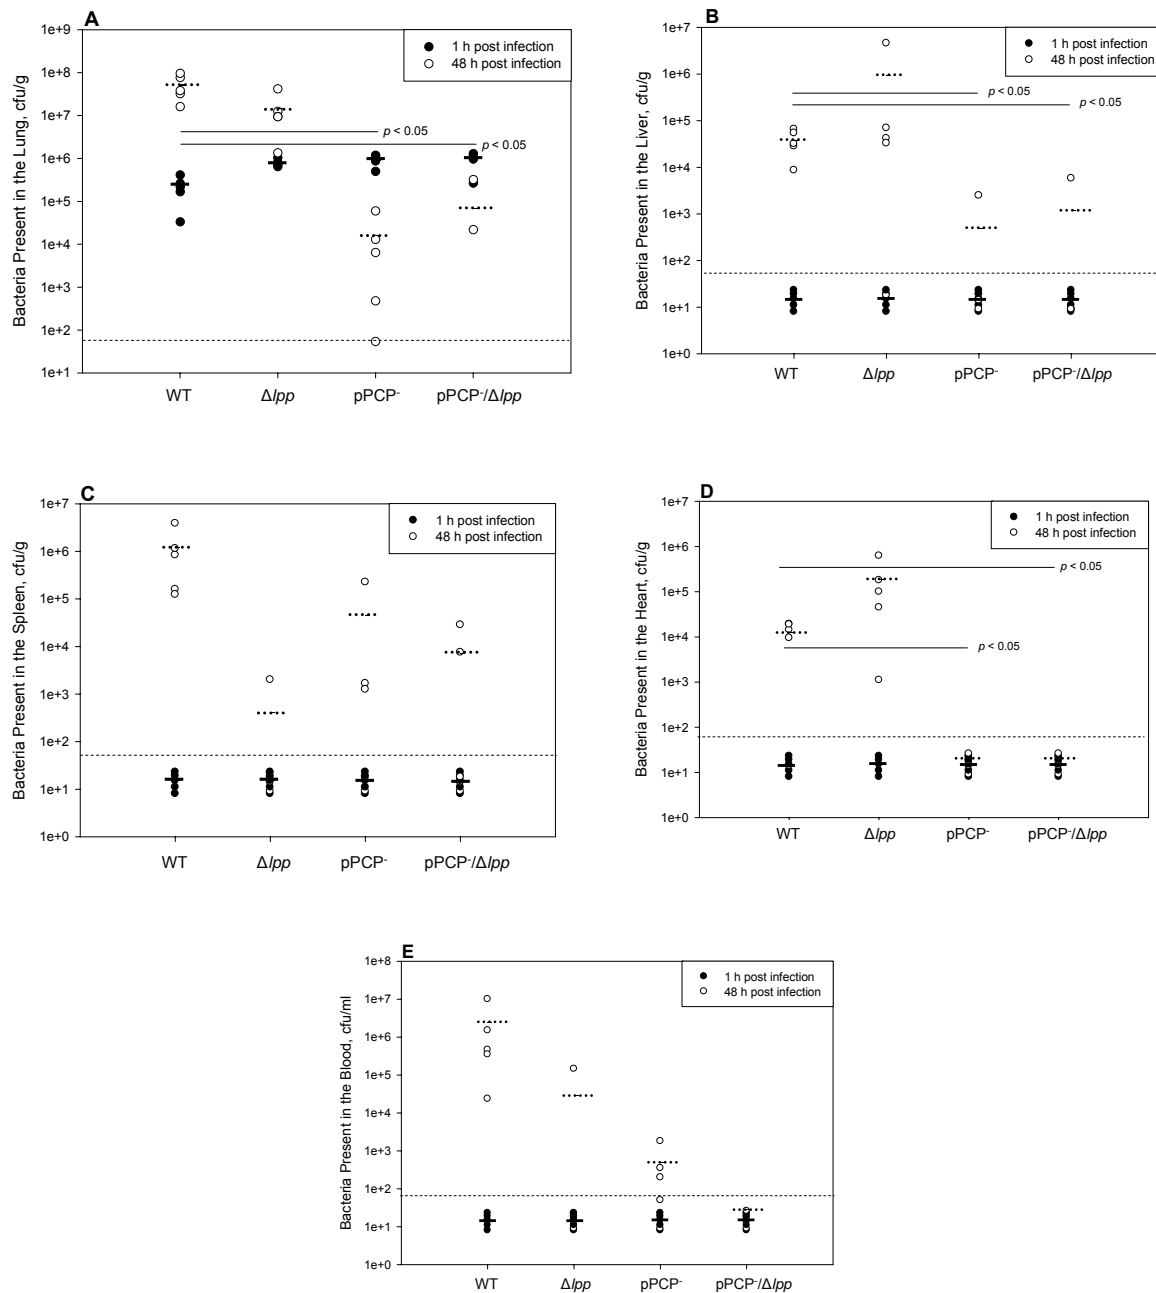 A
Bacteria Present in the Lung, cfu/g
1e+9
1e+8
1e+7
1e+6
1e+5
1e+4
1e+3
1e+2
1e+1
1 h post infection
48 h post infection
p < 0.05
p < 0.05
WT
Δlpp
pPCP-
pPCP-/Δlpp
B
Bacteria Present in the Liver, cfu/g
1e+7
1e+6
1e+5
1e+4
1e+3
1e+2
1e+1
1e+0
1 h post infection
48 h post infection
p < 0.05
p < 0.05
WT
Δlpp
pPCP-
pPCP-/Δlpp
C
Bacteria Present in the Spleen, cfu/g
1e+7
1e+6
1e+5
1e+4
1e+3
1e+2
1e+1
1e+0
1 h post infection
48 h post infection
WT
Δlpp
pPCP-
pPCP-/Δlpp
D
Bacteria Present in the Heart, cfu/g
1e+7
1e+6
1e+5
1e+4
1e+3
1e+2
1e+1
1e+0
1 h post infection
48 h post infection
p < 0.05
p < 0.05
WT
Δlpp
pPCP-
pPCP-/Δlpp
E
Bacteria Present in the Blood, cfu/ml
1e+8
1e+7
1e+6
1e+5
1e+4
1e+3
1e+2
1e+1
1e+0
1 h post infection
48 h post infection
WT
Δlpp
pPCP-
pPCP-/Δlpp